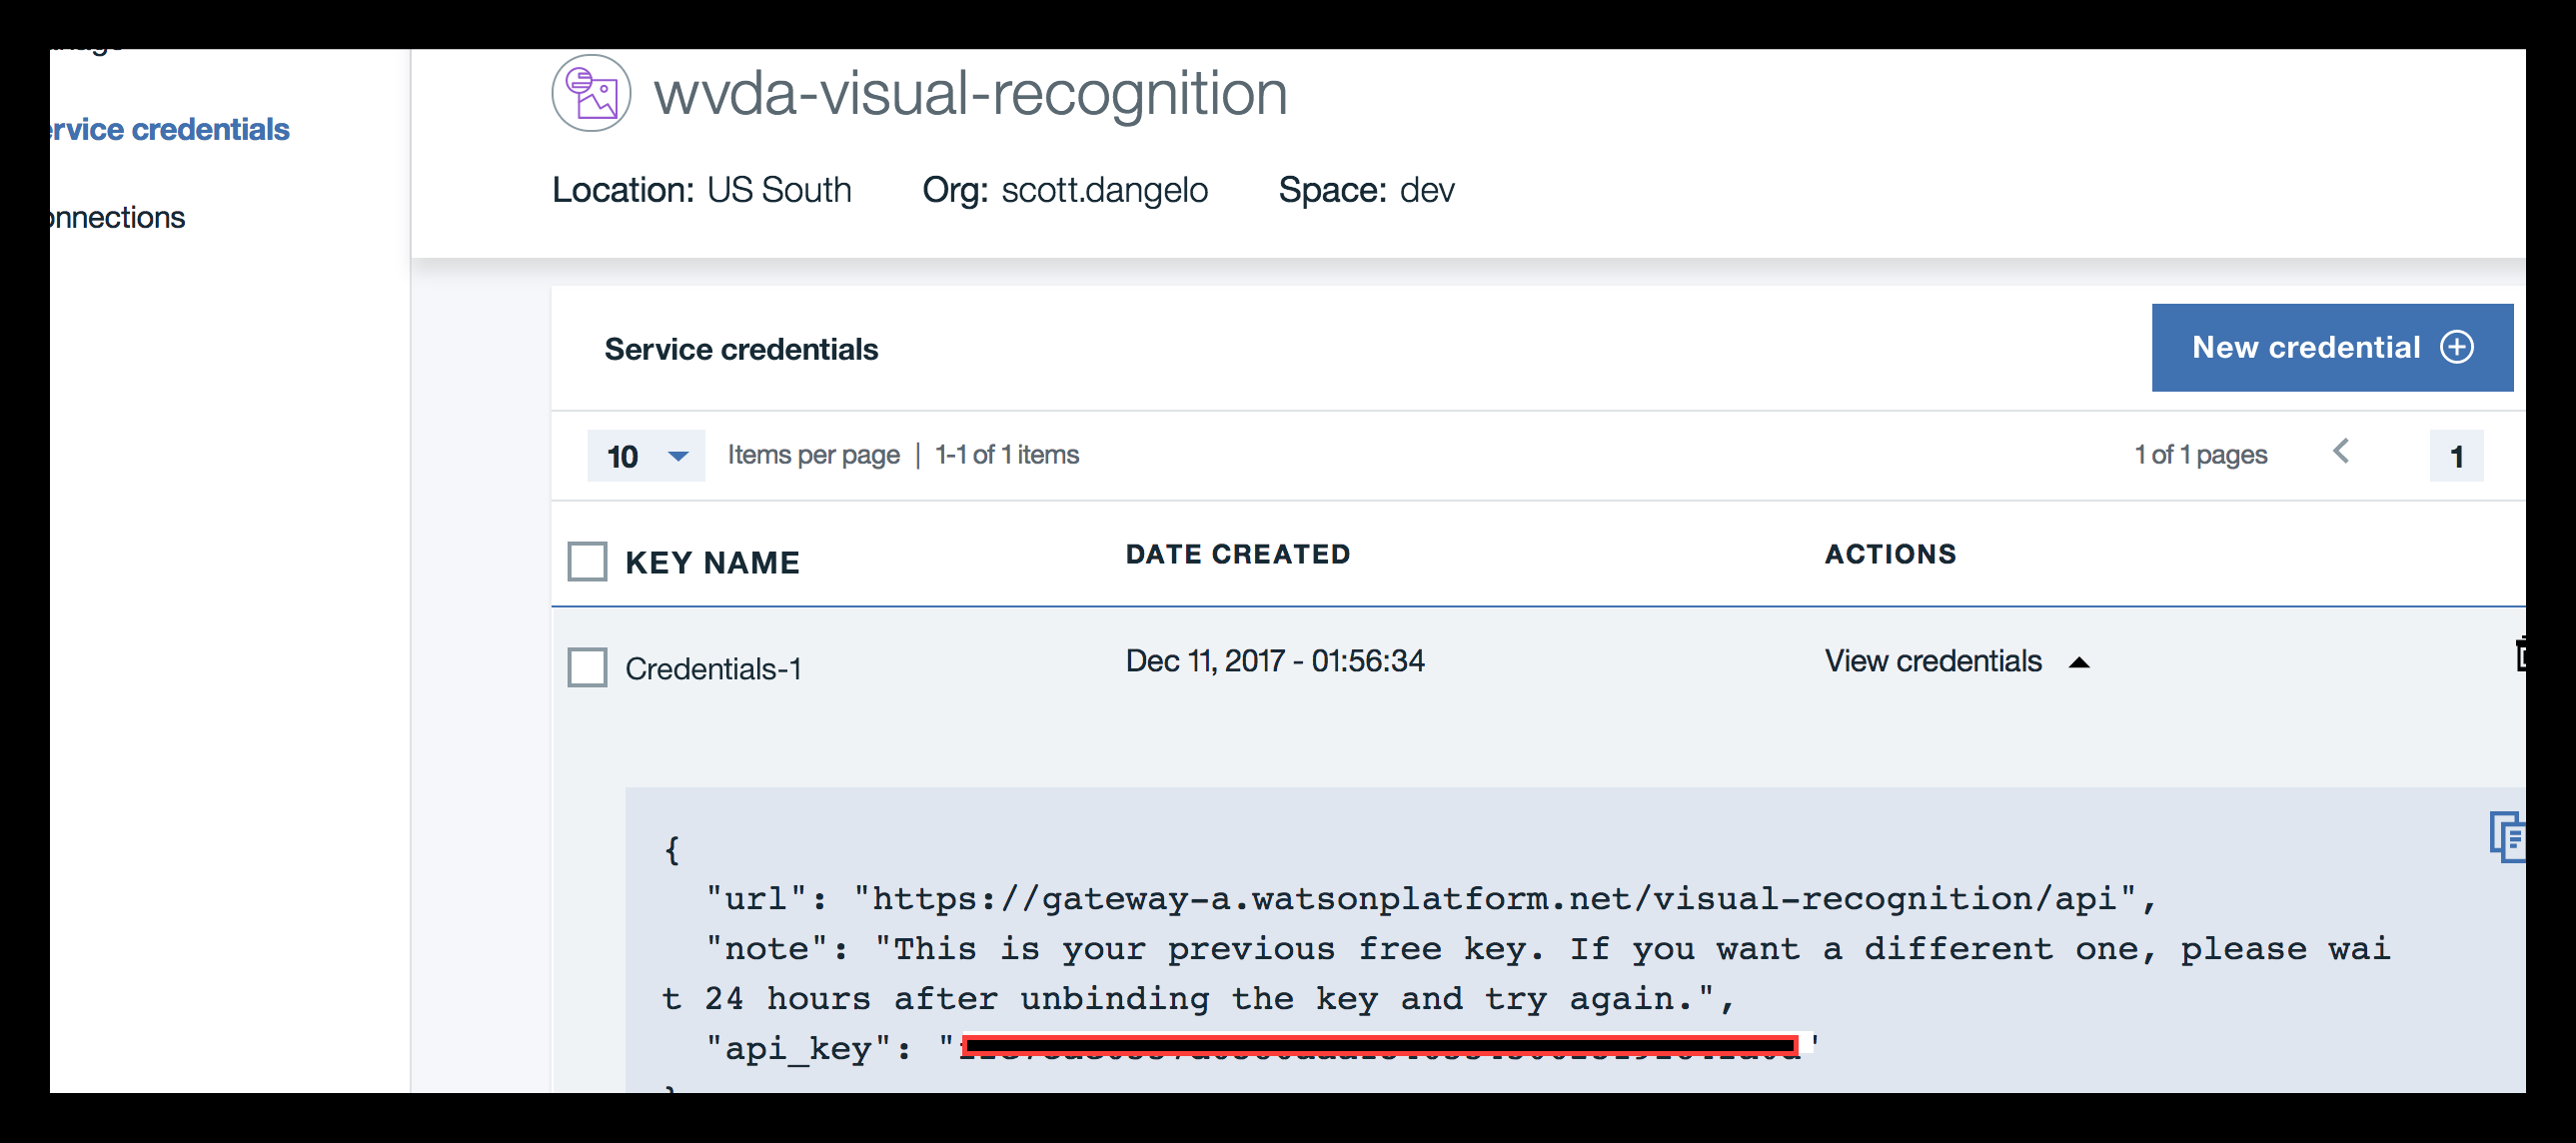 wvda-visual-recognition
Location: US South Org: scott.dangelo Space: dev
rvice credentials
onnections
Service credentials
New credential
10 Items per page | 1-1 of 1 items 1 of 1 pages 1
KEY NAME DATE CREATED ACTIONS
Credentials-1 Dec 11, 2017 - 01:56:34 View credentials
{
"url": "https://gateway-a.watsonplatform.net/visual-recognition/api",
"note": "This is your previous free key. If you want a different one, please wai
t 24 hours after unbinding the key and try again.",
"api_key": "